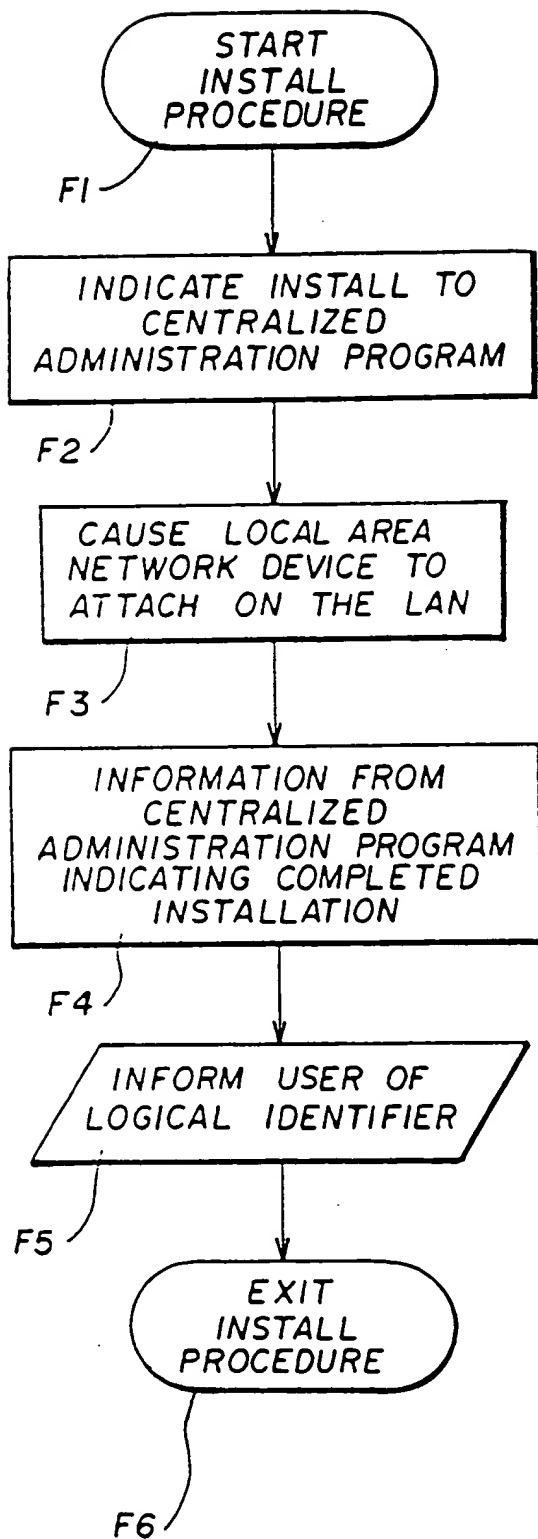 START
INSTALL
PROCEDURE
F1
INDICATE INSTALL TO
CENTRALIZED
ADMINISTRATION PROGRAM
F2
CAUSE LOCAL AREA
NETWORK DEVICE TO
ATTACH ON THE LAN
F3
INFORMATION FROM
CENTRALIZED
ADMINISTRATION PROGRAM
INDICATING COMPLETED
INSTALLATION
F4
INFORM USER OF
LOGICAL IDENTIFIER
F5
EXIT
INSTALL
PROCEDURE
F6